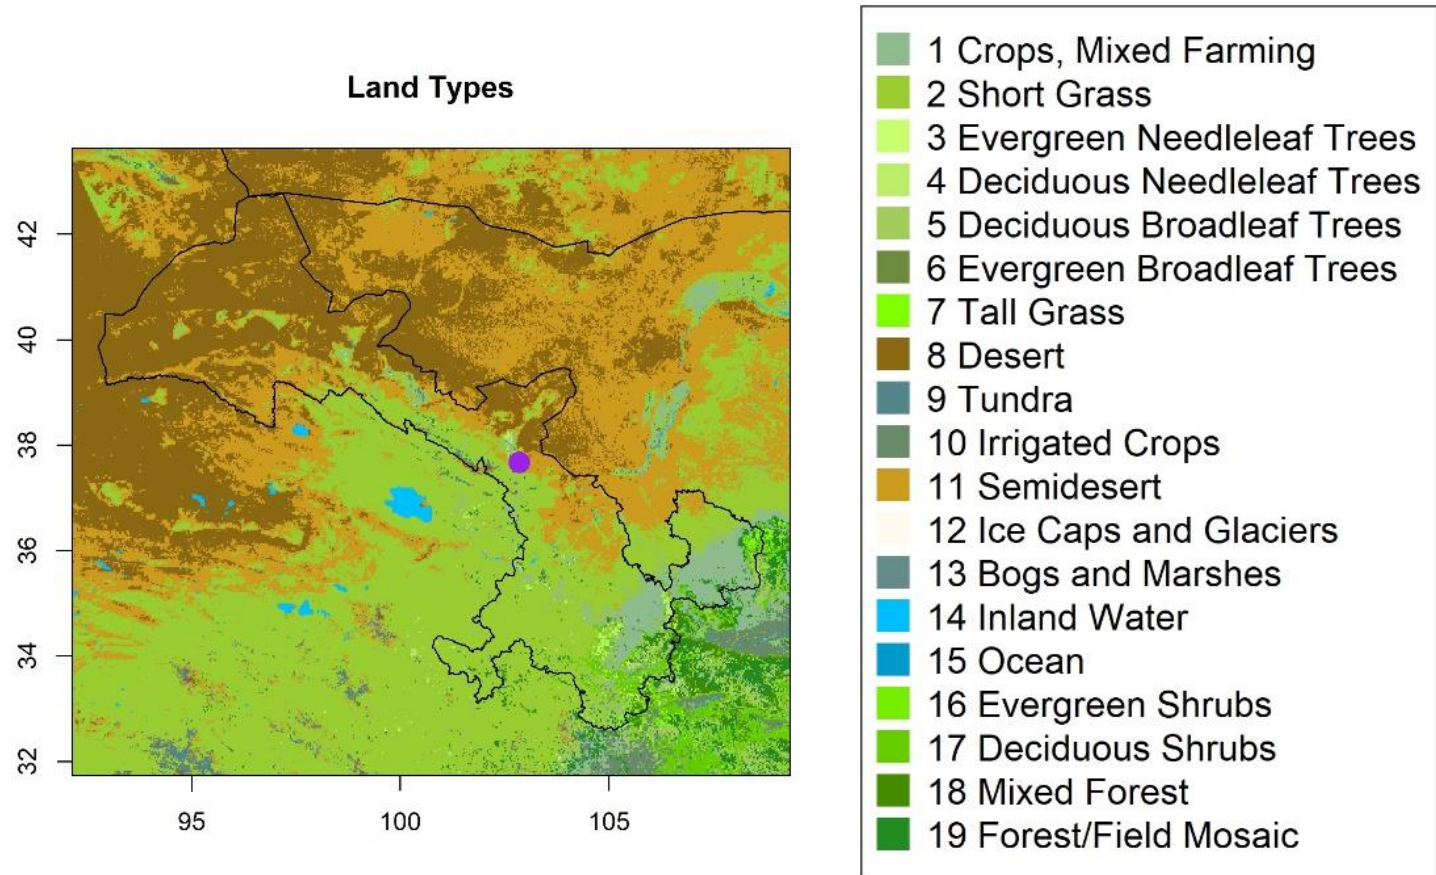 Land Types
42
40
38
36
34
32
95
100
105
1 Crops, Mixed Farming
2 Short Grass
3 Evergreen Needleleaf Trees
4 Deciduous Needleleaf Trees
5 Deciduous Broadleaf Trees
6 Evergreen Broadleaf Trees
7 Tall Grass
8 Desert
9 Tundra
10 Irrigated Crops
11 Semidesert
12 Ice Caps and Glaciers
13 Bogs and Marshes
14 Inland Water
15 Ocean
16 Evergreen Shrubs
17 Deciduous Shrubs
18 Mixed Forest
19 Forest/Field Mosaic